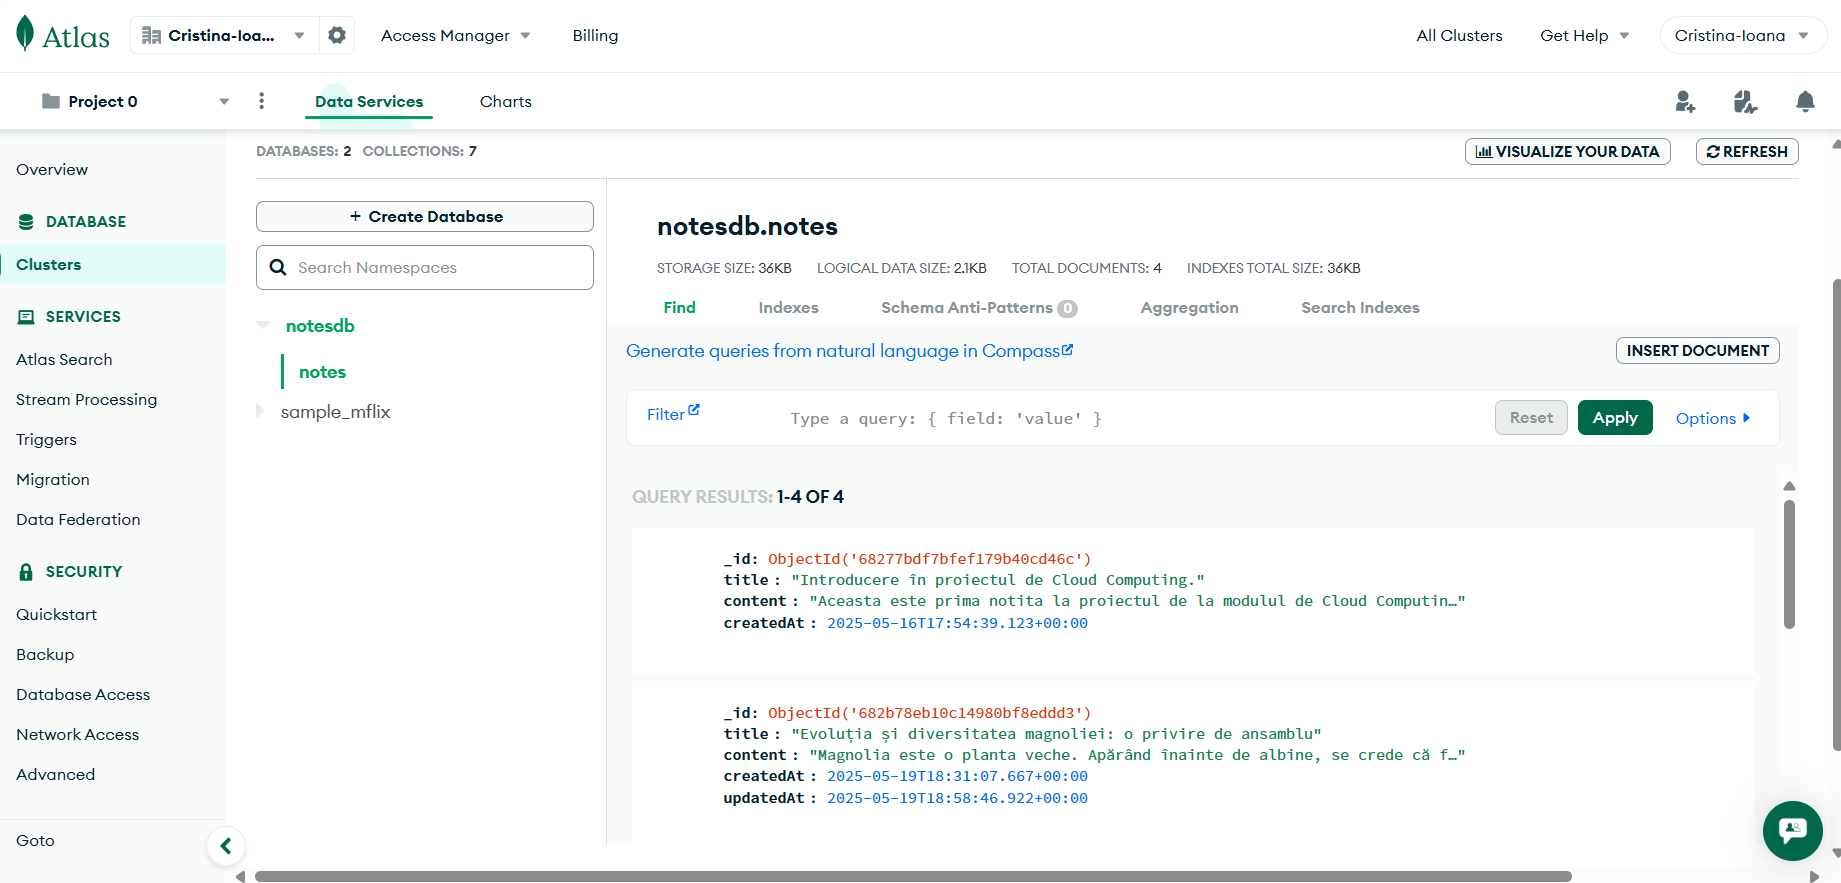 Atlas
Cristina-Ioa...
Access Manager
Billing
All Clusters
Get Help
Cristina-Ioana
Project 0
Data Services
Charts
Overview
DATABASE
Clusters
SERVICES
Atlas Search
Stream Processing
Triggers
Migration
Data Federation
SECURITY
Quickstart
Backup
Database Access
Network Access
Advanced
Goto
DATABASES: 2 COLLECTIONS: 7
VISUALIZE YOUR DATA
REFRESH
+ Create Database
Search Namespaces
notesdb
notes
sample_mflix
notesdb.notes
STORAGE SIZE: 36KB LOGICAL DATA SIZE: 2.1KB TOTAL DOCUMENTS: 4 INDEXES TOTAL SIZE: 36KB
Find Indexes Schema Anti-Patterns 0 Aggregation Search Indexes
Generate queries from natural language in Compass
INSERT DOCUMENT
Filter
Type a query: { field: 'value' }
Reset
Apply
Options
QUERY RESULTS: 1-4 OF 4
_id: ObjectId('68277bdf7bfef179b40cd46c')
title: "Introducere în proiectul de Cloud Computing."
content: "Aceasta este prima notita la proiectul de la modulul de Cloud Computin…"
createdAt: 2025-05-16T17:54:39.123+00:00
_id: ObjectId('682b78eb10c14980bf8eddd3')
title: "Evoluția și diversitatea magnoliei: o privire de ansamblu"
content: "Magnolia este o planta veche. Apărând înainte de albine, se crede că f…"
createdAt: 2025-05-19T18:31:07.667+00:00
updatedAt: 2025-05-19T18:58:46.922+00:00